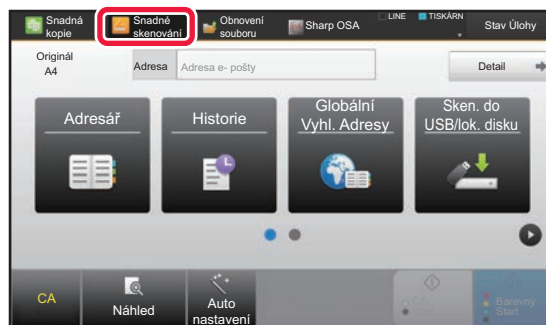 Snadná
kopie
Snadné
skenování
Obnovení
souboru
Sharp OSA
LINE
TISKÁRN
Stav Úlohy
Originál
A4
Adresa
Adresa e- pošty
Detail
Adresář
Historie
Globální
Vyhl. Adresy
Sken. do
USB/lok. disku
CA
Náhled
Auto
nastavení
Barevný
Start